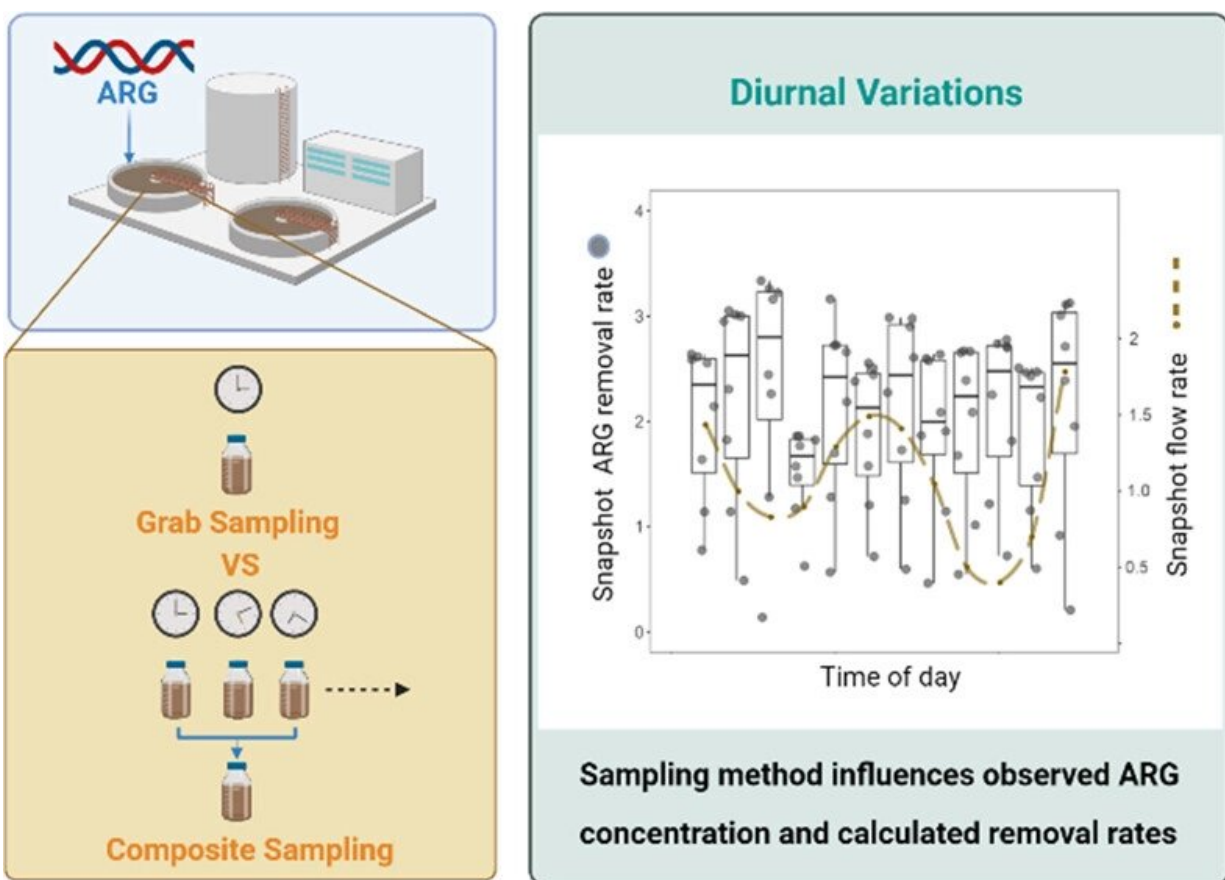 ARG
Grab Sampling
VS
Composite Sampling
Diurnal Variations
Snapshot ARG removal rate
4
3
2
1
0
2
1.5
1.0
0.5
Snapshot flow rate
Time of day
Sampling method influences observed ARG
concentration and calculated removal rates